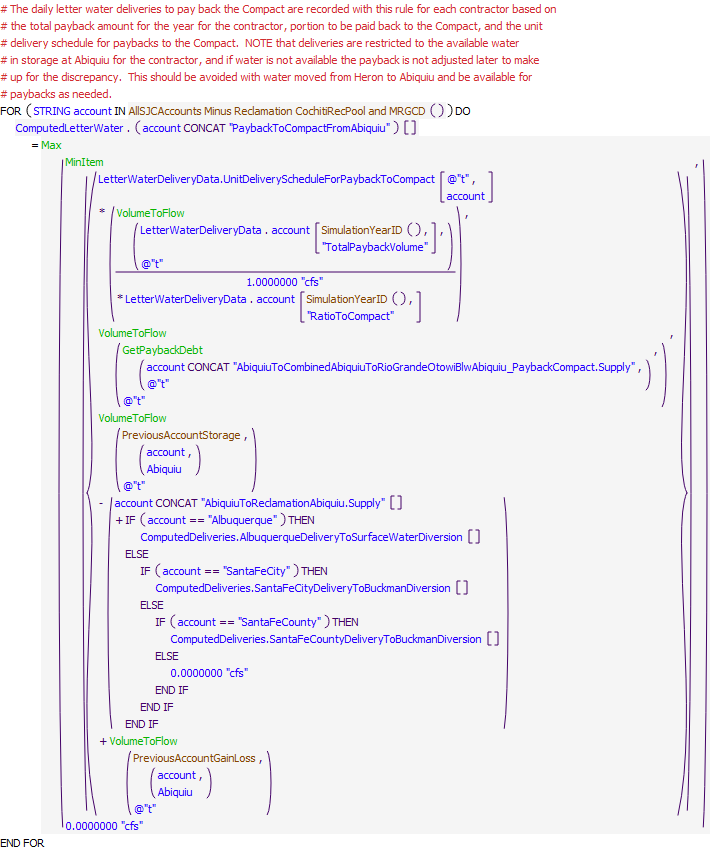 # The daily letter water deliveries to pay back the Compact are recorded with this rule for each contractor based on
# the total payback amount for the year for the contractor, portion to be paid back to the Compact, and the unit
# delivery schedule for paybacks to the Compact. NOTE that deliveries are restricted to the available water
# in storage at Abiquiu for the contractor, and if water is not available the payback is not adjusted later to make
# up for the discrepancy. This should be avoided with water moved from Heron to Abiquiu and be available for
# paybacks as needed.
FOR ( STRING account IN AllSJCAccounts Minus Reclamation CochitiRecPool and MRGCD ( ) ) DO
ComputedLetterWater . ( account CONCAT "PaybackToCompactFromAbiquiu" ) [ ]
= Max
MinItem ,
LetterWaterDeliveryData.UnitDeliveryScheduleForPaybackToCompact [ @"t" ,
account ]
* ( VolumeToFlow ,
( LetterWaterDeliveryData . account [ SimulationYearID ( ) , ] ,
"TotalPaybackVolume"
@"t" )
1.0000000 "cfs"
* LetterWaterDeliveryData . account [ SimulationYearID ( ) , ]
"RatioToCompact" )
VolumeToFlow ,
( GetPaybackDebt ,
( account CONCAT "AbiquiuToCombinedAbiquiuToRioGrandeOtowiBlwAbiquiu_PaybackCompact.Supply" , )
@"t"
@"t" )
VolumeToFlow
( PreviousAccountStorage ,
( account , )
Abiquiu
@"t" )
- ( account CONCAT "AbiquiuToReclamationAbiquiu.Supply" [ ]
+ IF ( account == "Albuquerque" ) THEN
ComputedDeliveries.AlbuquerqueDeliveryToSurfaceWaterDiversion [ ]
ELSE
IF ( account == "SantaFeCity" ) THEN
ComputedDeliveries.SantaFeCityDeliveryToBuckmanDiversion [ ]
ELSE
IF ( account == "SantaFeCounty" ) THEN
ComputedDeliveries.SantaFeCountyDeliveryToBuckmanDiversion [ ]
ELSE
0.0000000 "cfs"
END IF
END IF
END IF )
+ VolumeToFlow
( PreviousAccountGainLoss ,
( account , )
Abiquiu
@"t" )
0.0000000 "cfs"
END FOR